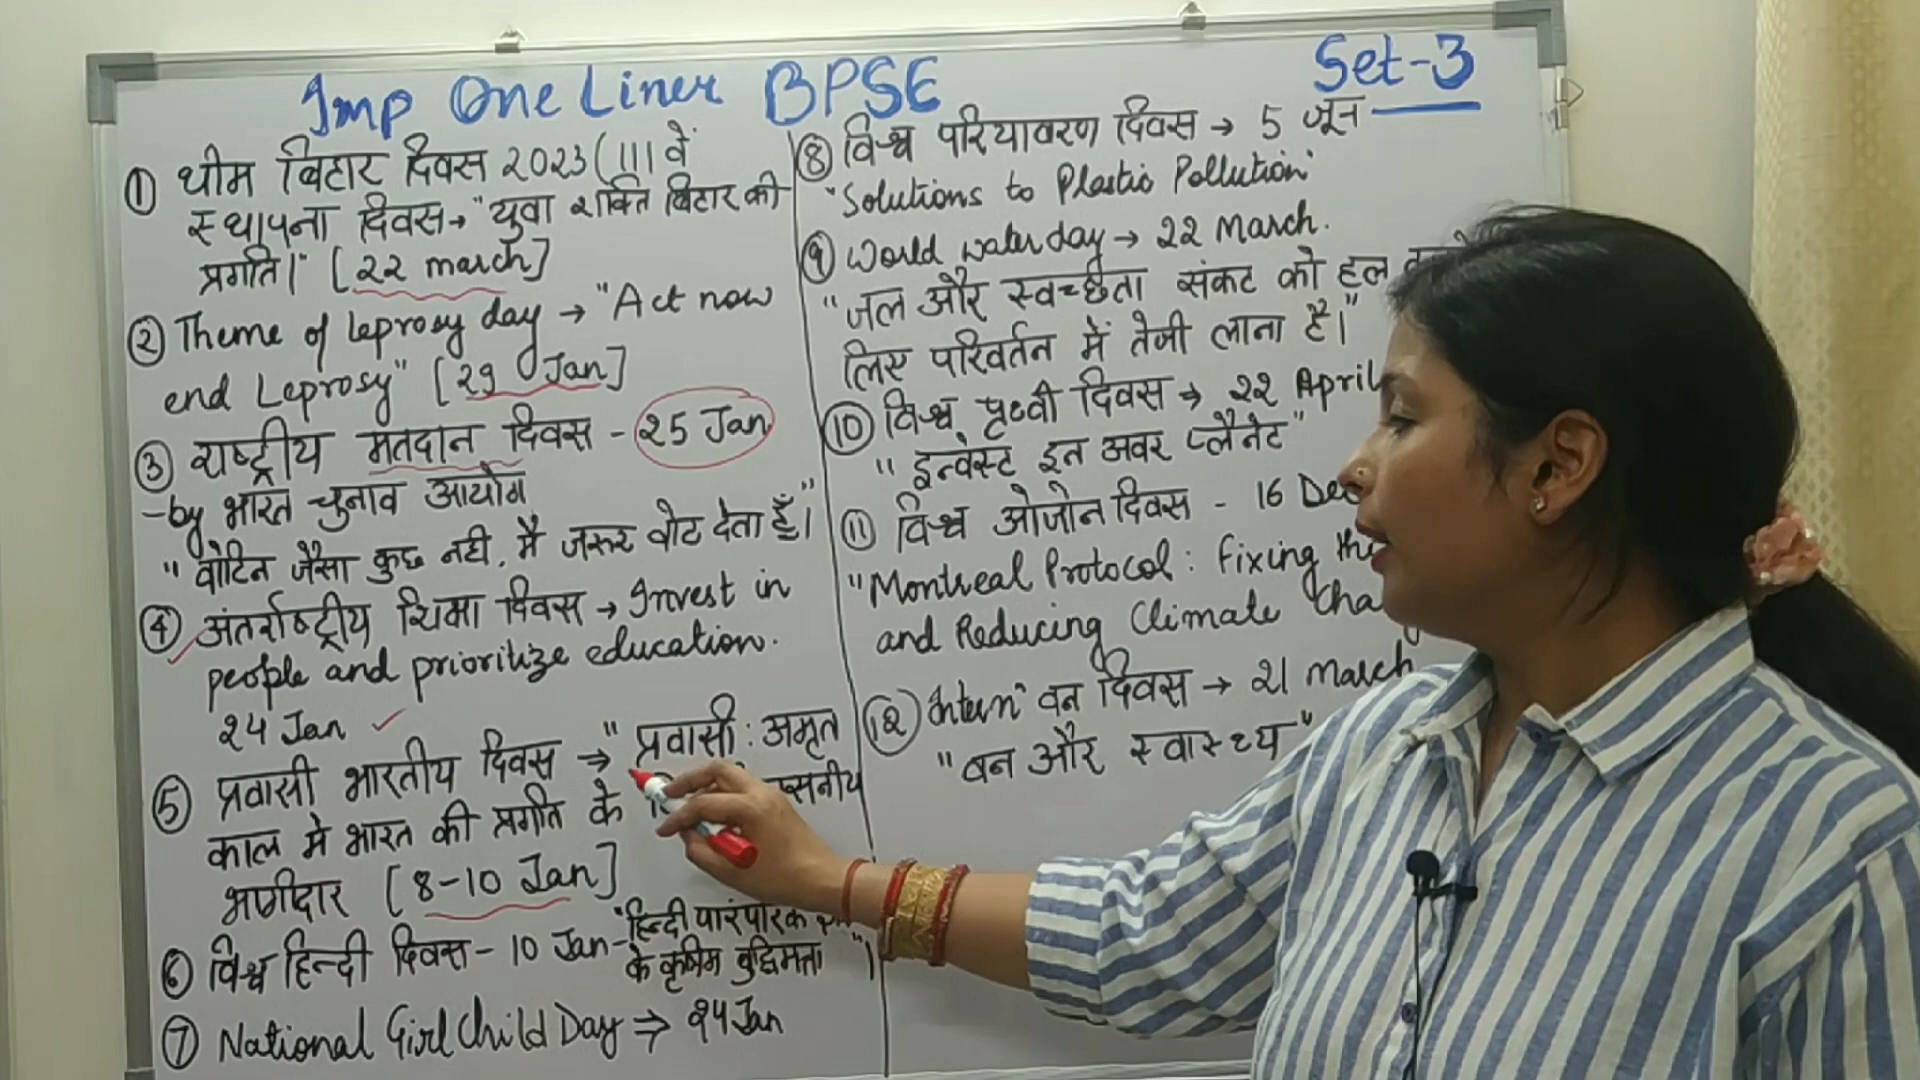 Imp One Liner BPSE
Set-3
① थीम बिहार दिवस 2023 (111 वें
स्थापना दिवस→ "युवा शक्ति बिहार की
प्रगति।" [22 march]
② Theme of Leprosy day → "Act now
end Leprosy" [29 Jan]
③ राष्ट्रीय मतदान दिवस - 25 Jan
- by भारत चुनाव आयोग
"वोटिन जैसा कुछ नही, मै जरूर वोट देता हूँ।"
④ अंतर्राष्ट्रीय शिक्षा दिवस → Invest in
people and prioritize education.
24 Jan
⑤ प्रवासी भारतीय दिवस → "प्रवासी : अमृत
काल मे भारत की प्रगति के
भागीदार [8-10 Jan]
⑥ विश्व हिन्दी दिवस - 10 Jan - "हिन्दी पारंपरिक
के कृत्रिम बुद्धिमत्ता"
⑦ National Girl Child Day ⇒ 24 Jan
⑧ विश्व परियावरण दिवस → 5 जून
"Solutions to Plastic Pollution"
⑨ World water day → 22 March.
"जल और स्वच्छता संकट को हल
लिए परिवर्तन में तेजी लाना है।"
⑩ विश्व पृथ्वी दिवस → 22 April
"इन्वेस्ट इन अवर प्लैनेट"
⑪ विश्व ओजोन दिवस - 16
"Montreal Protocol : Fixing
and Reducing Climate
⑫ Intern" वन दिवस → 21 March
"वन और स्वास्थ्य"